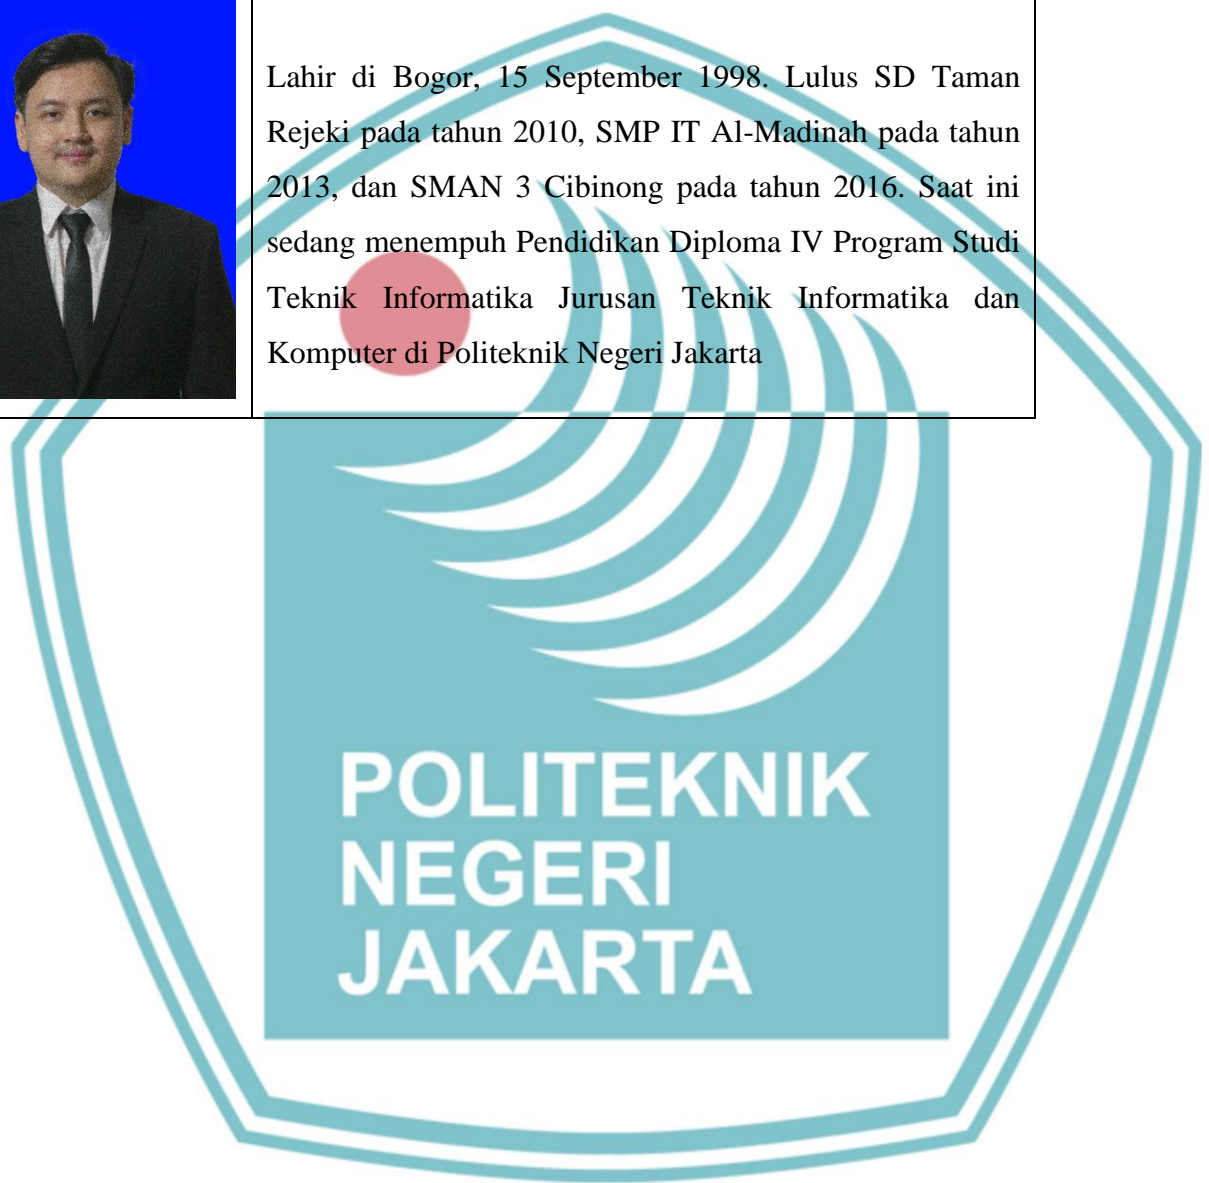 Lahir di Bogor, 15 September 1998. Lulus SD Taman
Rejeki pada tahun 2010, SMP IT Al-Madinah pada tahun
2013, dan SMAN 3 Cibinong pada tahun 2016. Saat ini
sedang menempuh Pendidikan Diploma IV Program Studi
Teknik Informatika Jurusan Teknik Informatika dan
Komputer di Politeknik Negeri Jakarta
POLITEKNIK
NEGERI
JAKARTA